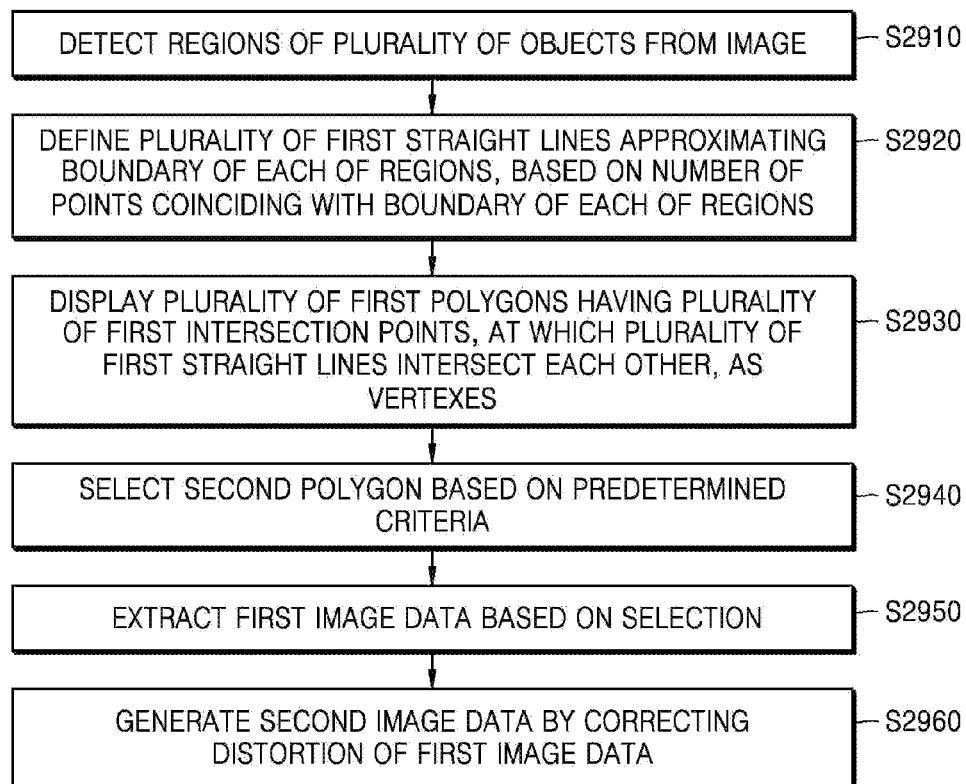 DETECT REGIONS OF PLURALITY OF OBJECTS FROM IMAGE
S2910
DEFINE PLURALITY OF FIRST STRAIGHT LINES APPROXIMATING
BOUNDARY OF EACH OF REGIONS, BASED ON NUMBER OF
POINTS COINCIDING WITH BOUNDARY OF EACH OF REGIONS
S2920
DISPLAY PLURALITY OF FIRST POLYGONS HAVING PLURALITY
OF FIRST INTERSECTION POINTS, AT WHICH PLURALITY OF
FIRST STRAIGHT LINES INTERSECT EACH OTHER, AS
VERTEXES
S2930
SELECT SECOND POLYGON BASED ON PREDETERMINED
CRITERIA
S2940
EXTRACT FIRST IMAGE DATA BASED ON SELECTION
S2950
GENERATE SECOND IMAGE DATA BY CORRECTING
DISTORTION OF FIRST IMAGE DATA
S2960